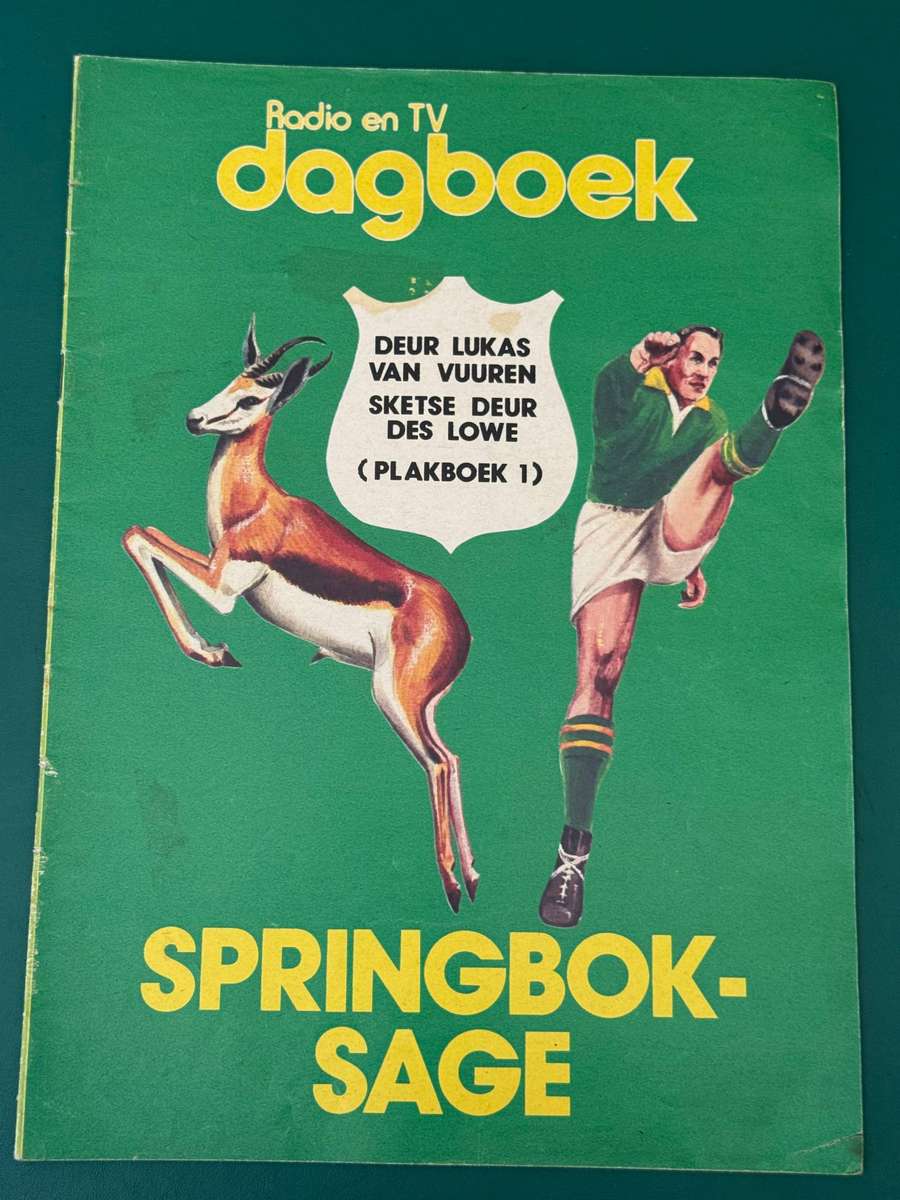 Radio en TV
dagboek
DEUR LUKAS
VAN VUUREN
SKETSE DEUR
DES LOWE
(PLAKBOEK 1)
SPRINGBOK-
SAGE